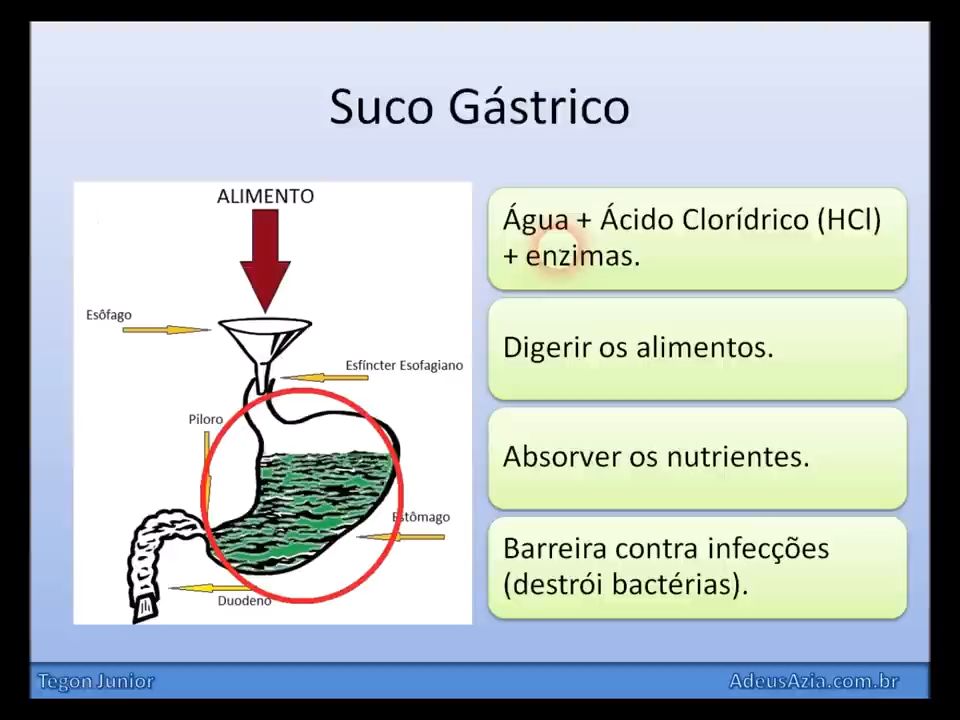 Suco Gástrico
ALIMENTO
Esôfago
Esfíncter Esofagiano
Piloro
Estômago
Duodeno
Água + Ácido Clorídrico (HCl)
+ enzimas.
Digerir os alimentos.
Absorver os nutrientes.
Barreira contra infecções
(destrói bactérias).
Tegon Junior
AdeusAzia.com.br